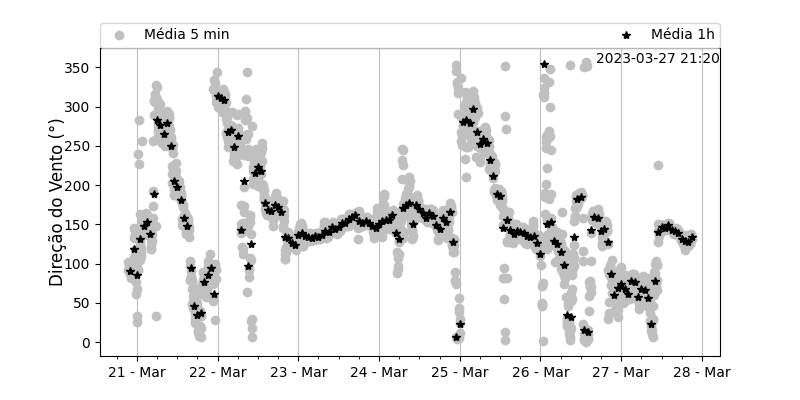 Média 5 min
Média 1h
2023-03-27 21:20
Direção do Vento (°)
350
300
250
200
150
100
50
0
21 - Mar
22 - Mar
23 - Mar
24 - Mar
25 - Mar
26 - Mar
27 - Mar
28 - Mar